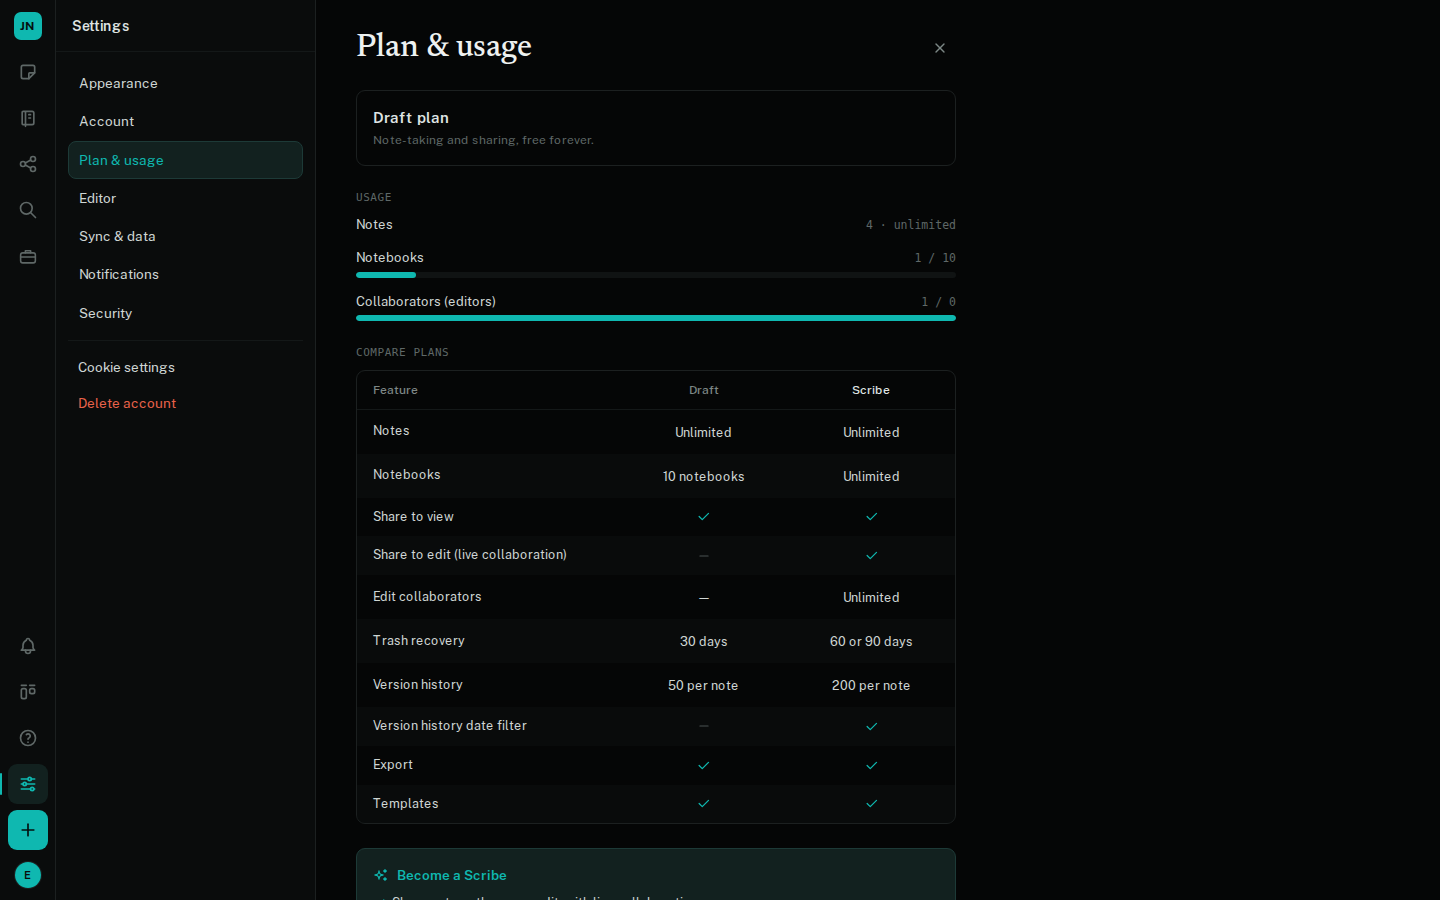 JN
Settings
Appearance
Account
Plan & usage
Editor
Sync & data
Notifications
Security
Cookie settings
Delete account
E
Plan & usage
Draft plan
Note-taking and sharing, free forever.
USAGE
Notes 4 · unlimited
Notebooks 1 / 10
Collaborators (editors) 1 / 0
COMPARE PLANS
Feature Draft Scribe
Notes Unlimited Unlimited
Notebooks 10 notebooks Unlimited
Share to view ✓ ✓
Share to edit (live collaboration) — ✓
Edit collaborators — Unlimited
Trash recovery 30 days 60 or 90 days
Version history 50 per note 200 per note
Version history date filter — ✓
Export ✓ ✓
Templates ✓ ✓
Become a Scribe